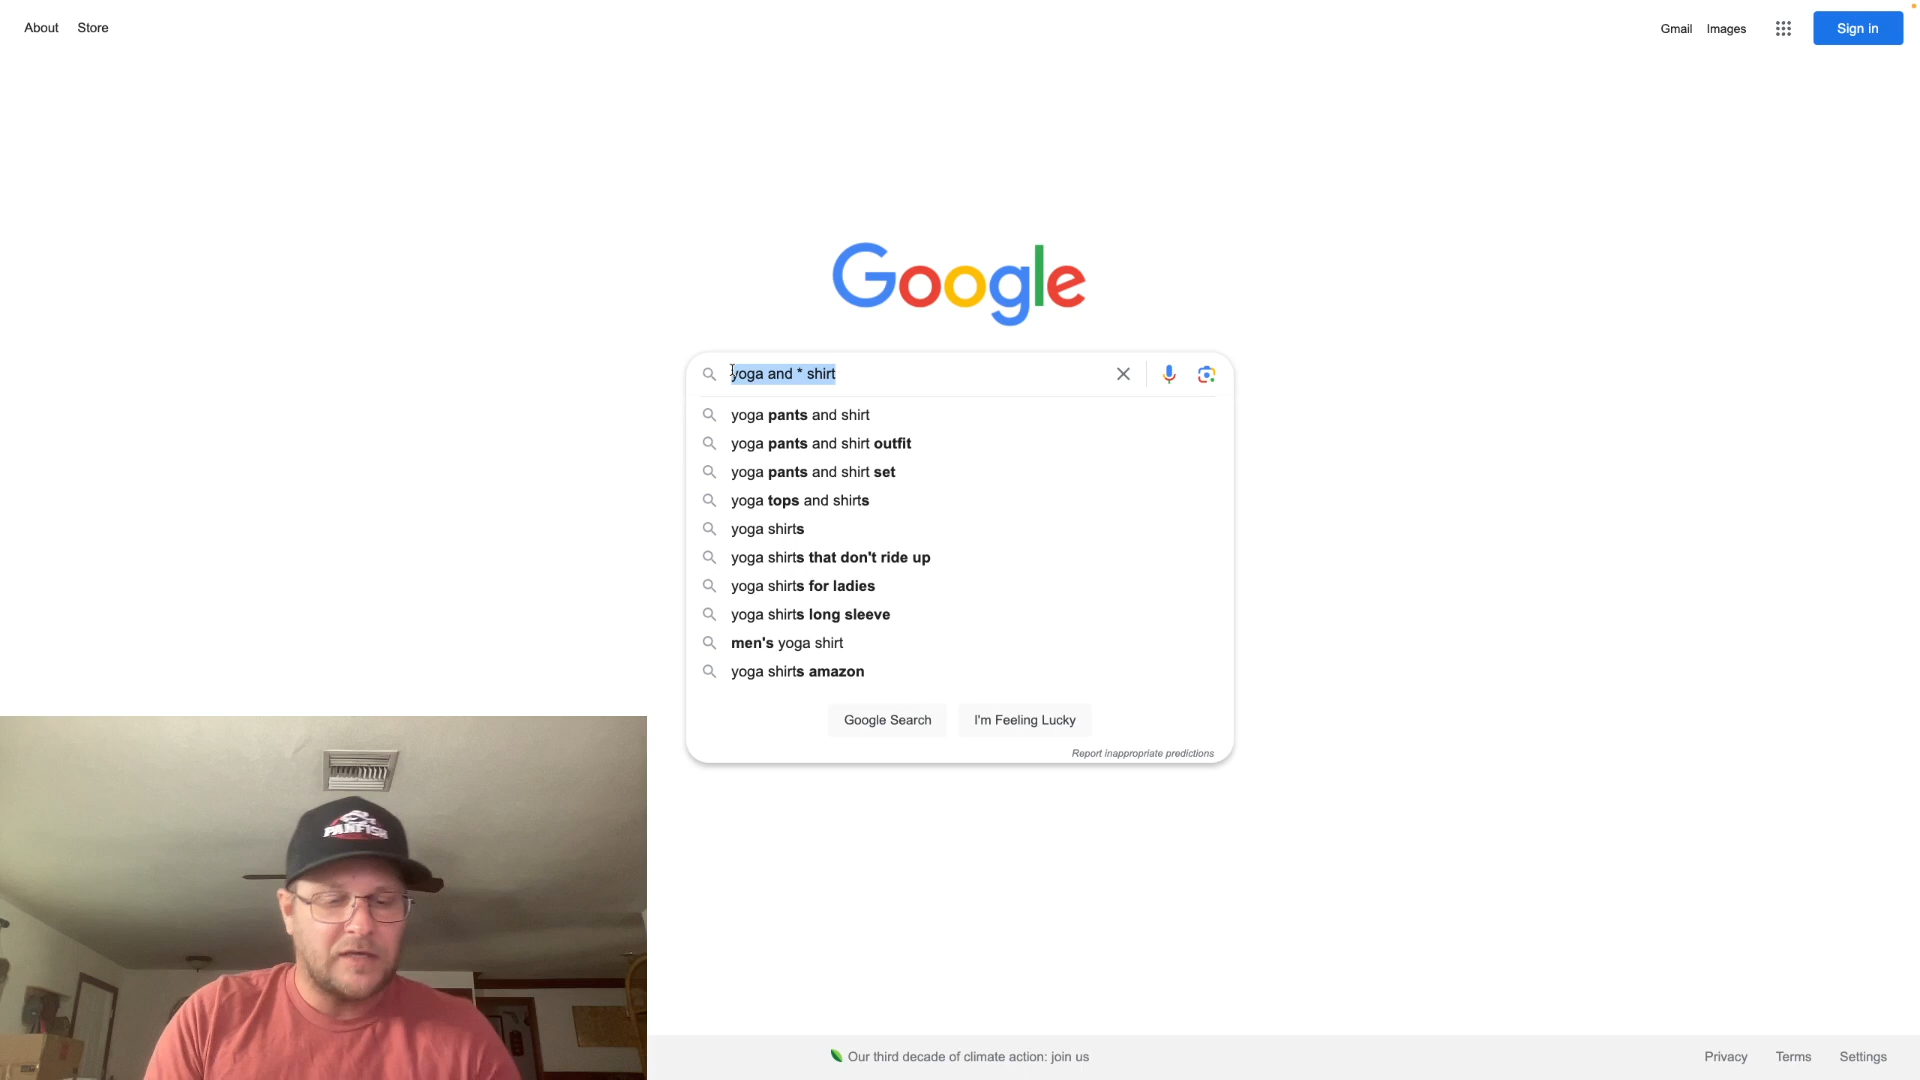 About Store
Gmail Images Sign in
Google
yoga and * shirt
yoga pants and shirt
yoga pants and shirt outfit
yoga pants and shirt set
yoga tops and shirts
yoga shirts
yoga shirts that don't ride up
yoga shirts for ladies
yoga shirts long sleeve
men's yoga shirt
yoga shirts amazon
Google Search I'm Feeling Lucky
Report inappropriate predictions
PANFISH
Our third decade of climate action: join us
Privacy Terms Settings